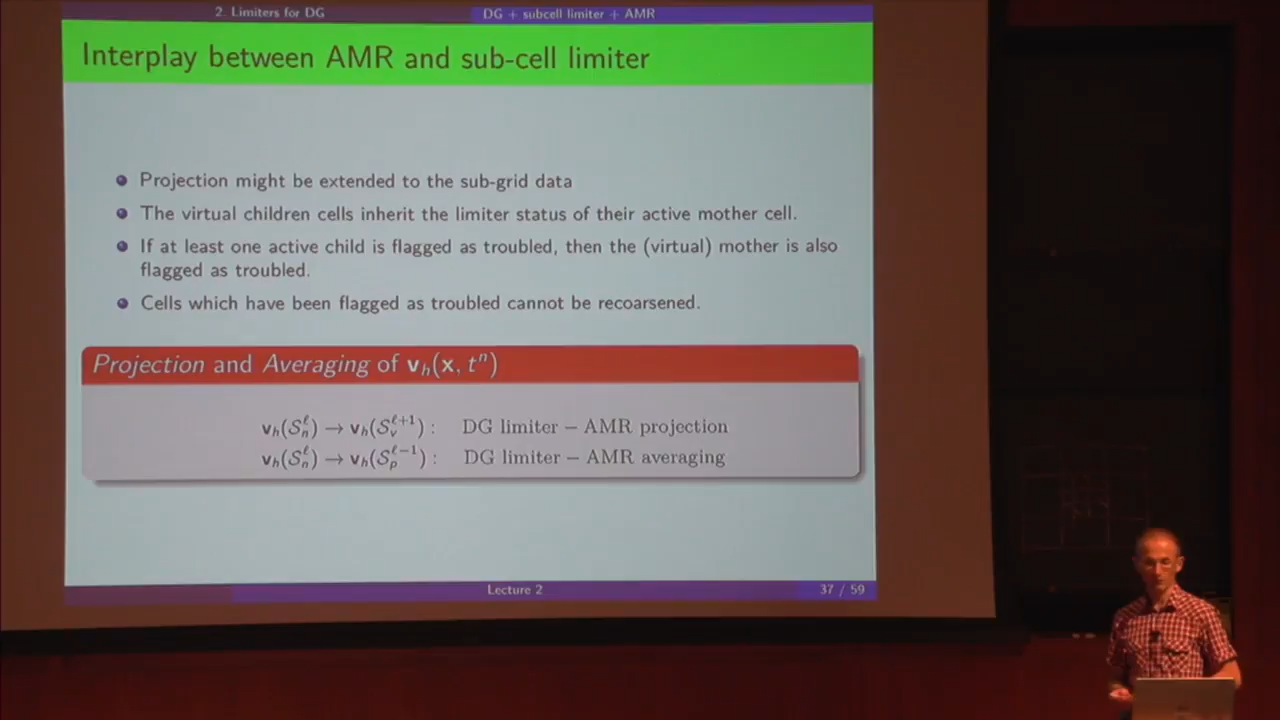 2. Limiters for DG
DG + subcell limiter + AMR
Interplay between AMR and sub-cell limiter
Projection might be extended to the sub-grid data
The virtual children cells inherit the limiter status of their active mother cell.
If at least one active child is flagged as troubled, then the (virtual) mother is also
flagged as troubled.
Cells which have been flagged as troubled cannot be recoarsened.
Projection and Averaging of v_h(x, t^n)
v_h(S_n^ℓ) → v_h(S_v^{ℓ+1}) : DG limiter – AMR projection
v_h(S_n^ℓ) → v_h(S_p^{ℓ−1}) : DG limiter – AMR averaging
Lecture 2
37 / 59